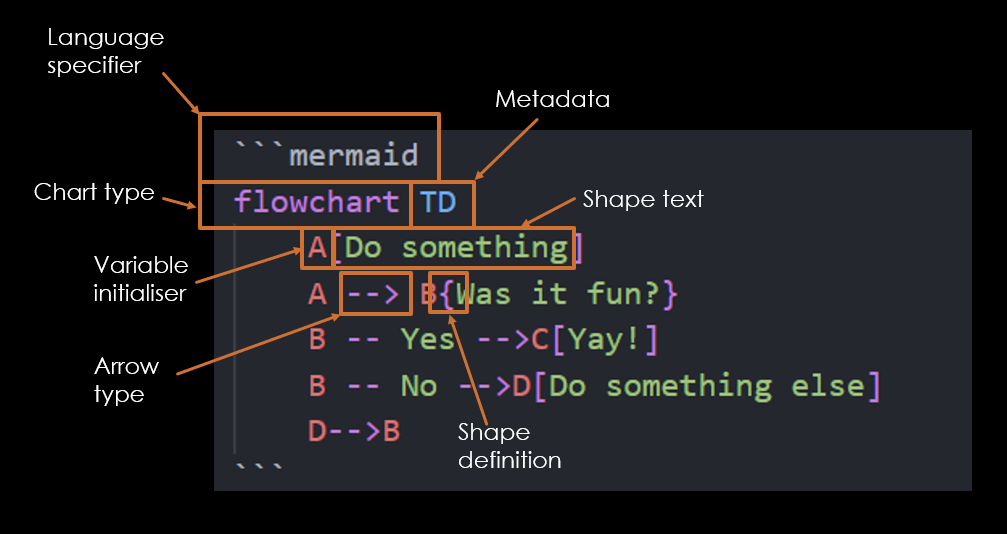 Language
specifier
Metadata
```mermaid
Chart type
flowchart TD
Shape text
A[Do something]
Variable
initialiser
A --> B{Was it fun?}
B -- Yes -->C[Yay!]
Arrow
type
B -- No -->D[Do something else]
D-->B
Shape
definition
```